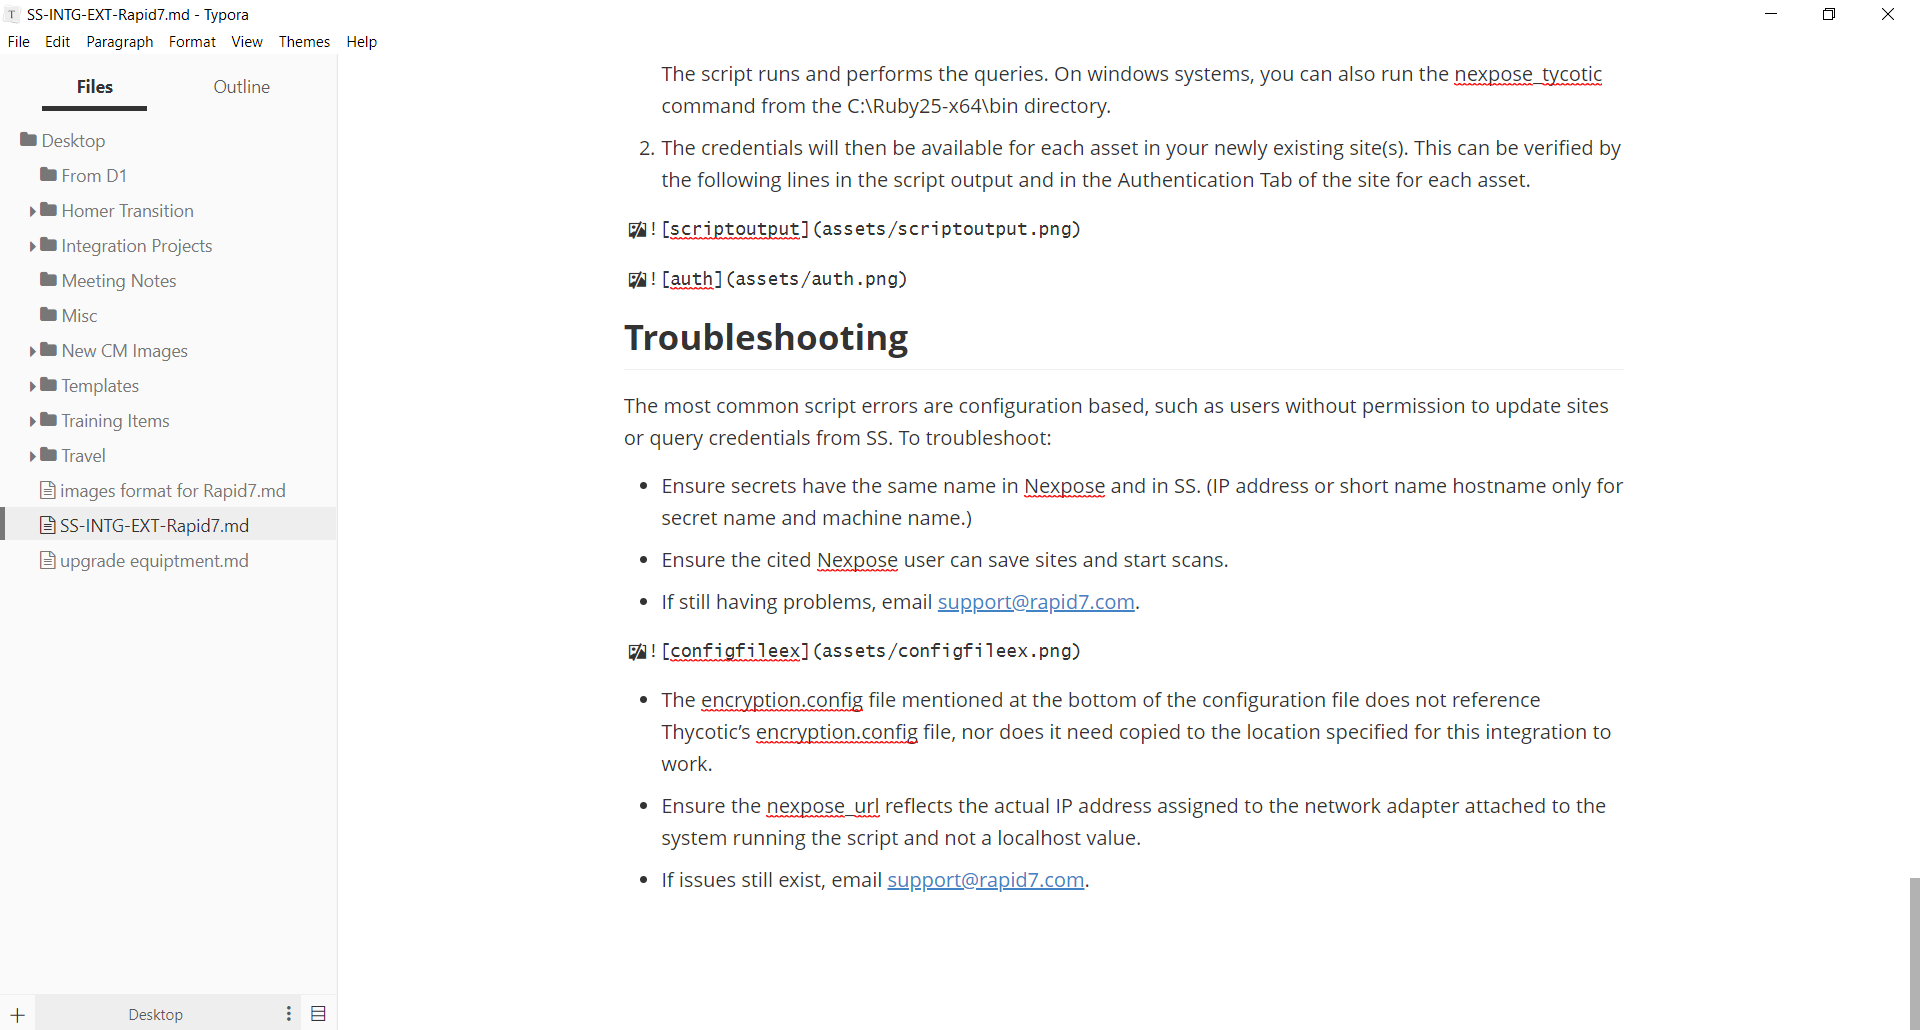 SS-INTG-EXT-Rapid7.md - Typora
File Edit Paragraph Format View Themes Help
Files Outline
Desktop
From D1
Homer Transition
Integration Projects
Meeting Notes
Misc
New CM Images
Templates
Training Items
Travel
images format for Rapid7.md
SS-INTG-EXT-Rapid7.md
upgrade equiptment.md
Desktop
The script runs and performs the queries. On windows systems, you can also run the nexpose_tycotic
command from the C:\Ruby25-x64\bin directory.
2. The credentials will then be available for each asset in your newly existing site(s). This can be verified by
the following lines in the script output and in the Authentication Tab of the site for each asset.
![scriptoutput](assets/scriptoutput.png)
![auth](assets/auth.png)
Troubleshooting
The most common script errors are configuration based, such as users without permission to update sites
or query credentials from SS. To troubleshoot:
• Ensure secrets have the same name in Nexpose and in SS. (IP address or short name hostname only for
secret name and machine name.)
• Ensure the cited Nexpose user can save sites and start scans.
• If still having problems, email support@rapid7.com.
![configfileex](assets/configfileex.png)
• The encryption.config file mentioned at the bottom of the configuration file does not reference
Thycotic’s encryption.config file, nor does it need copied to the location specified for this integration to
work.
• Ensure the nexpose_url reflects the actual IP address assigned to the network adapter attached to the
system running the script and not a localhost value.
• If issues still exist, email support@rapid7.com.